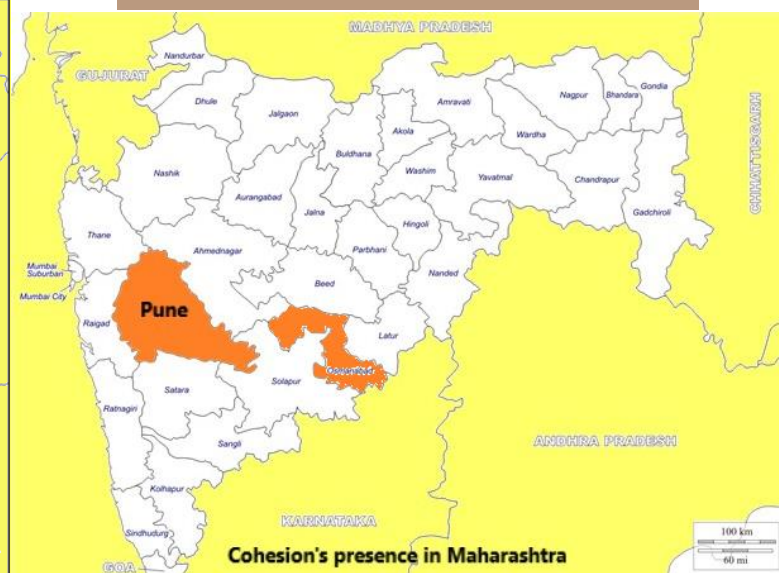 MADHYA PRADESH
Nandurbar
GUJURAT
Dhule
Jalgaon
Amravati
Nagpur
Bhandara
Gondia
CHHATTISGARH
Akola
Wardha
Buldhana
Nashik
Washim
Yavatmal
Chandrapur
Aurangabad
Jalna
Gadchiroli
Hingoli
Thane
Ahmednagar
Parbhani
Mumbai
Suburban
Nanded
Beed
Mumbai City
Pune
Raigad
Latur
Osmanabad
Solapur
Satara
Ratnagiri
Sangli
ANDHRA PRADESH
Kolhapur
KARNATAKA
Sindhudurg
100 km
60 mi
Cohesion's presence in Maharashtra
GOA